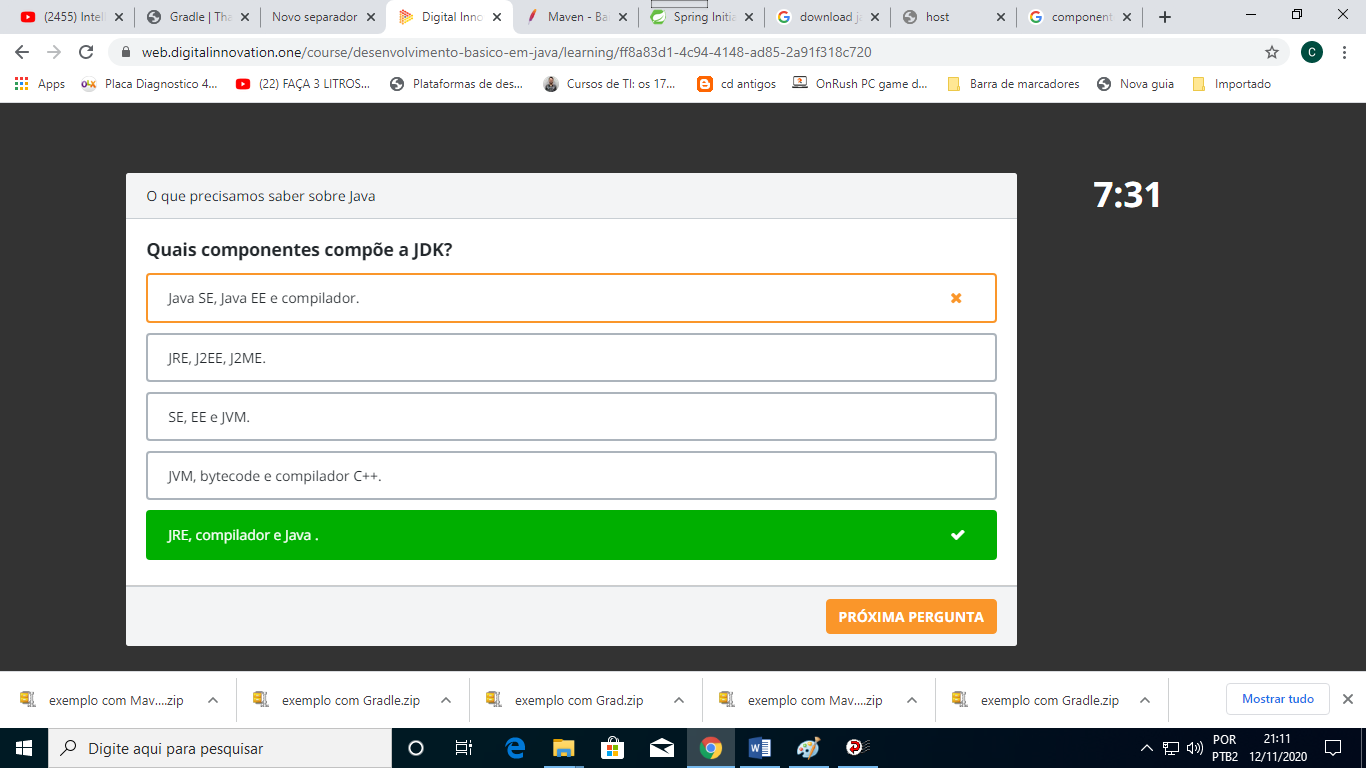 (2455) Intell
Gradle | Tha
Novo separador
Digital Inno
Maven - Ba
Spring Initia
download ja
host
component
web.digitalinnovation.one/course/desenvolvimento-basico-em-java/learning/ff8a83d1-4c94-4148-ad85-2a91f318c720
C
Apps
Placa Diagnostico 4...
(22) FAÇA 3 LITROS...
Plataformas de des...
Cursos de TI: os 17...
cd antigos
OnRush PC game d...
Barra de marcadores
Nova guia
Importado
O que precisamos saber sobre Java
7:31
Quais componentes compõe a JDK?
Java SE, Java EE e compilador.
JRE, J2EE, J2ME.
SE, EE e JVM.
JVM, bytecode e compilador C++.
JRE, compilador e Java .
PRÓXIMA PERGUNTA
exemplo com Mav....zip
exemplo com Gradle.zip
exemplo com Grad.zip
exemplo com Mav....zip
exemplo com Gradle.zip
Mostrar tudo
Digite aqui para pesquisar
POR
PTB2
21:11
12/11/2020